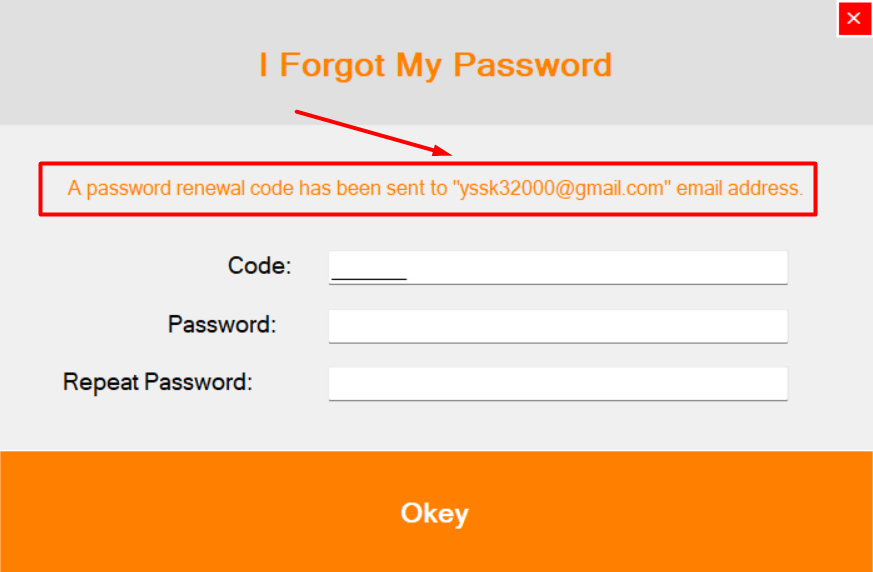 I Forgot My Password
A password renewal code has been sent to "yssk32000@gmail.com" email address.
Code: ______
Password:
Repeat Password:
Okey